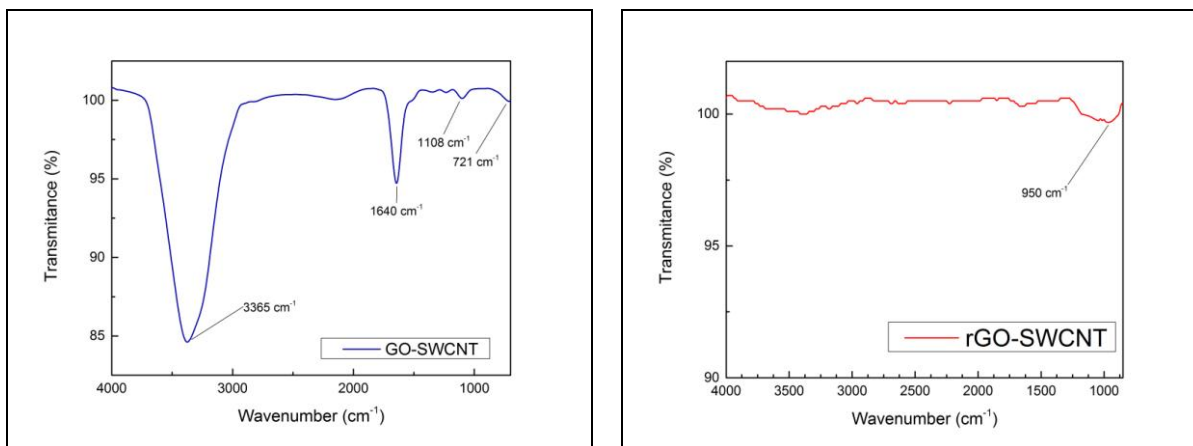 100
95
90
85
4000
3000
2000
1000
Transmitance (%)
Wavenumber (cm-1)
3365 cm-1
1640 cm-1
1108 cm-1
721 cm-1
GO-SWCNT
100
95
90
4000
3500
3000
2500
2000
1500
1000
Transmitance (%)
Wavenumber (cm-1)
950 cm-1
rGO-SWCNT